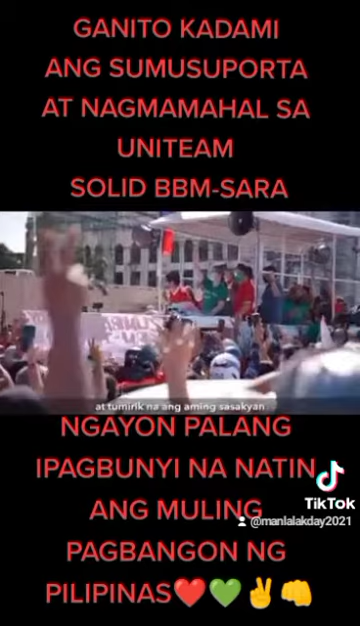 GANITO KADAMI
ANG SUMUSUPORTA
AT NAGMAMAHAL SA
UNITEAM
SOLID BBM-SARA
at tumirik na ang aming sasakyan
NGAYON PALANG
IPAGBUNYI NA NATIN
ANG MULING
PAGBANGON NG
PILIPINAS❤️💚✌️👊
TikTok
@manlalakday2021